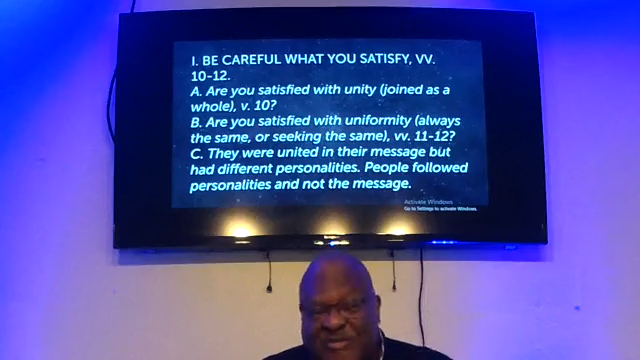 I. BE CAREFUL WHAT YOU SATISFY, VV.
10-12.
A. Are you satisfied with unity (joined as a
whole), v. 10?
B. Are you satisfied with uniformity (always
the same, or seeking the same), vv. 11-12?
C. They were united in their message but
had different personalities. People followed
personalities and not the message.
Activate Windows
Go to Settings to activate Windows.